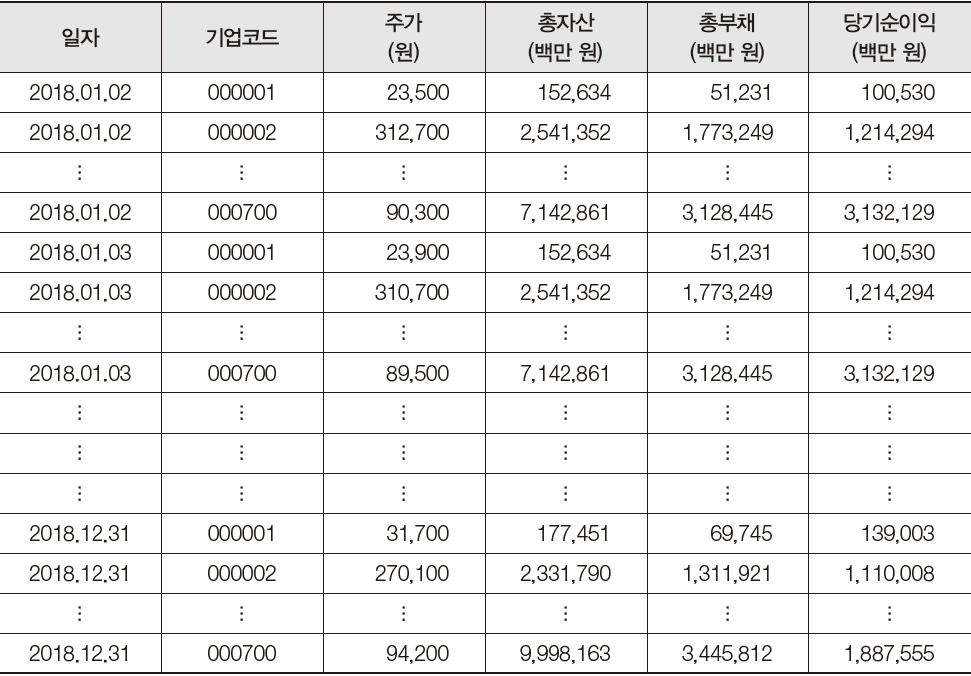 일자 기업코드 주가 (원) 총자산 (백만 원) 총부채 (백만 원) 당기순이익 (백만 원)
2018.01.02 000001 23,500 152,634 51,231 100,530
2018.01.02 000002 312,700 2,541,352 1,773,249 1,214,294
⋮ ⋮ ⋮ ⋮ ⋮ ⋮
2018.01.02 000700 90,300 7,142,861 3,128,445 3,132,129
2018.01.03 000001 23,900 152,634 51,231 100,530
2018.01.03 000002 310,700 2,541,352 1,773,249 1,214,294
⋮ ⋮ ⋮ ⋮ ⋮ ⋮
2018.01.03 000700 89,500 7,142,861 3,128,445 3,132,129
⋮ ⋮ ⋮ ⋮ ⋮ ⋮
⋮ ⋮ ⋮ ⋮ ⋮ ⋮
⋮ ⋮ ⋮ ⋮ ⋮ ⋮
2018.12.31 000001 31,700 177,451 69,745 139,003
2018.12.31 000002 270,100 2,331,790 1,311,921 1,110,008
⋮ ⋮ ⋮ ⋮ ⋮ ⋮
2018.12.31 000700 94,200 9,998,163 3,445,812 1,887,555